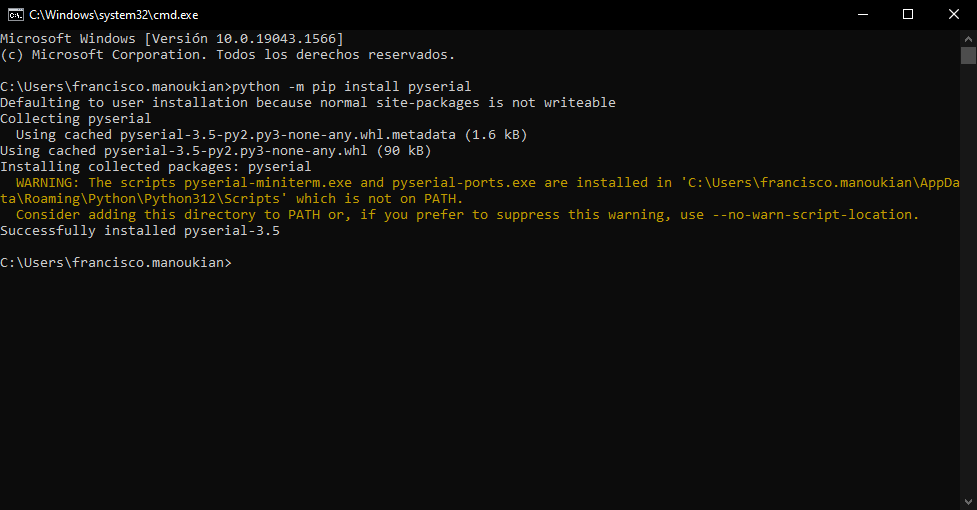 C:\Windows\system32\cmd.exe
Microsoft Windows [Versión 10.0.19043.1566]
(c) Microsoft Corporation. Todos los derechos reservados.
C:\Users\francisco.manoukian>python -m pip install pyserial
Defaulting to user installation because normal site-packages is not writeable
Collecting pyserial
  Using cached pyserial-3.5-py2.py3-none-any.whl.metadata (1.6 kB)
Using cached pyserial-3.5-py2.py3-none-any.whl (90 kB)
Installing collected packages: pyserial
  WARNING: The scripts pyserial-miniterm.exe and pyserial-ports.exe are installed in 'C:\Users\francisco.manoukian\AppDa
ta\Roaming\Python\Python312\Scripts' which is not on PATH.
  Consider adding this directory to PATH or, if you prefer to suppress this warning, use --no-warn-script-location.
Successfully installed pyserial-3.5
C:\Users\francisco.manoukian>